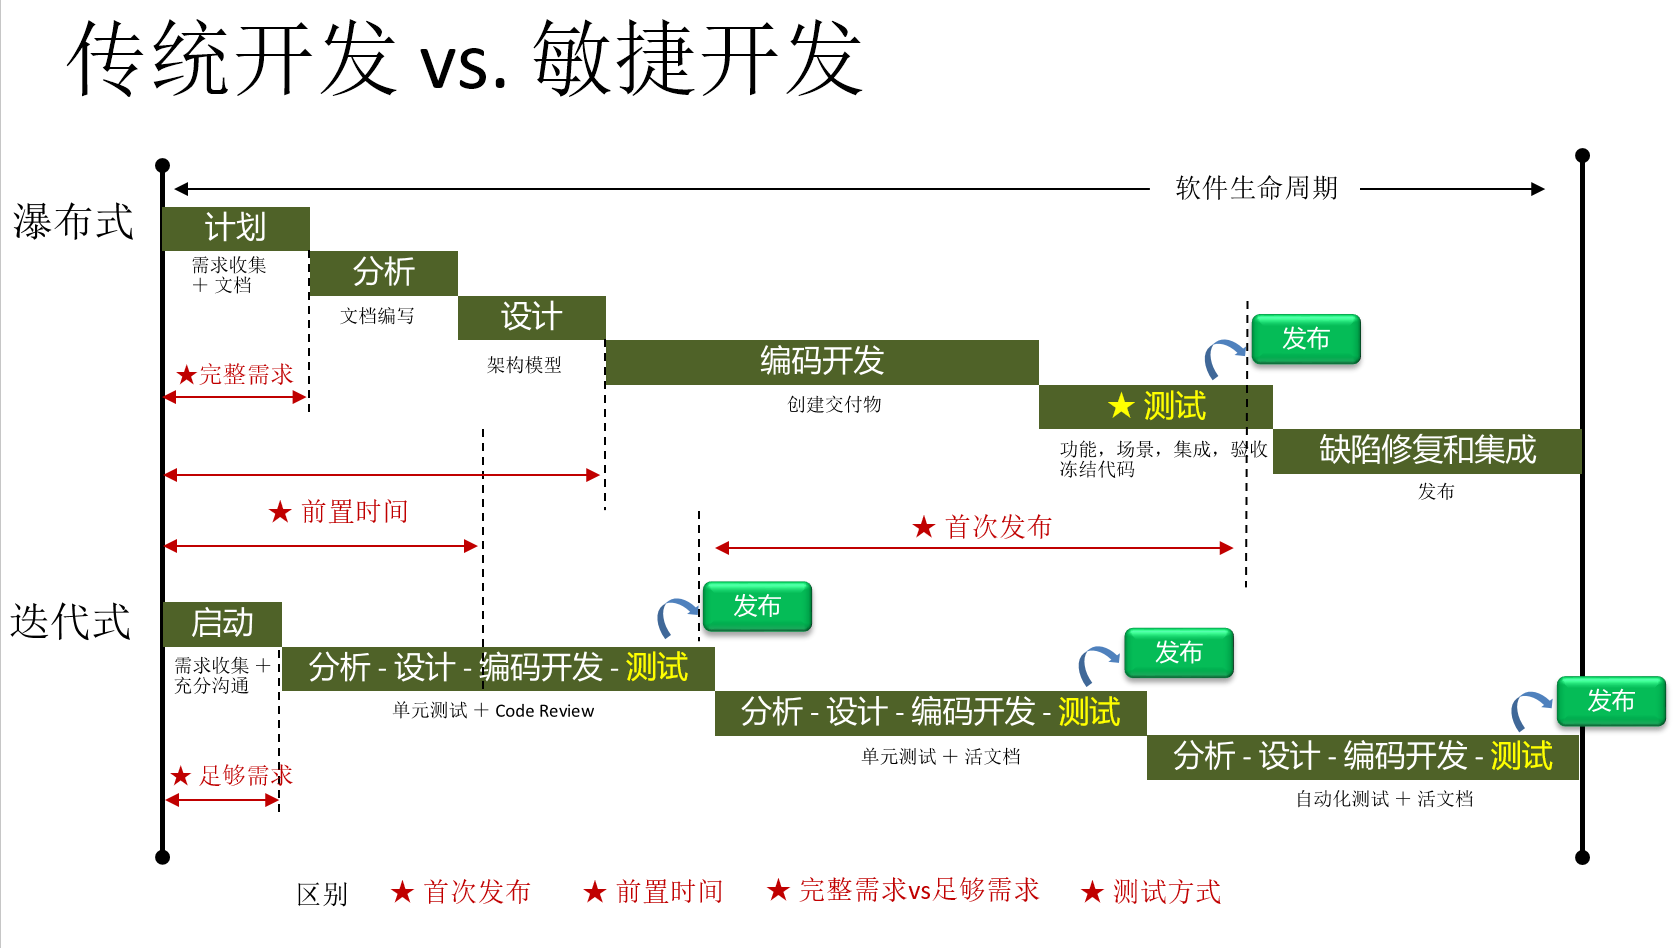 传统开发 vs. 敏捷开发
软件生命周期
瀑布式
计划
需求收集
＋ 文档
分析
文档编写
设计
架构模型
编码开发
创建交付物
★ 测试
功能，场景，集成，验收
冻结代码
发布
缺陷修复和集成
发布
★完整需求
★ 前置时间
★ 首次发布
迭代式
启动
需求收集 ＋
充分沟通
分析 - 设计 - 编码开发 - 测试
单元测试 ＋ Code Review
发布
分析 - 设计 - 编码开发 - 测试
单元测试 ＋ 活文档
发布
分析 - 设计 - 编码开发 - 测试
自动化测试 ＋ 活文档
发布
★ 足够需求
区别 ★ 首次发布 ★ 前置时间 ★ 完整需求vs足够需求 ★ 测试方式